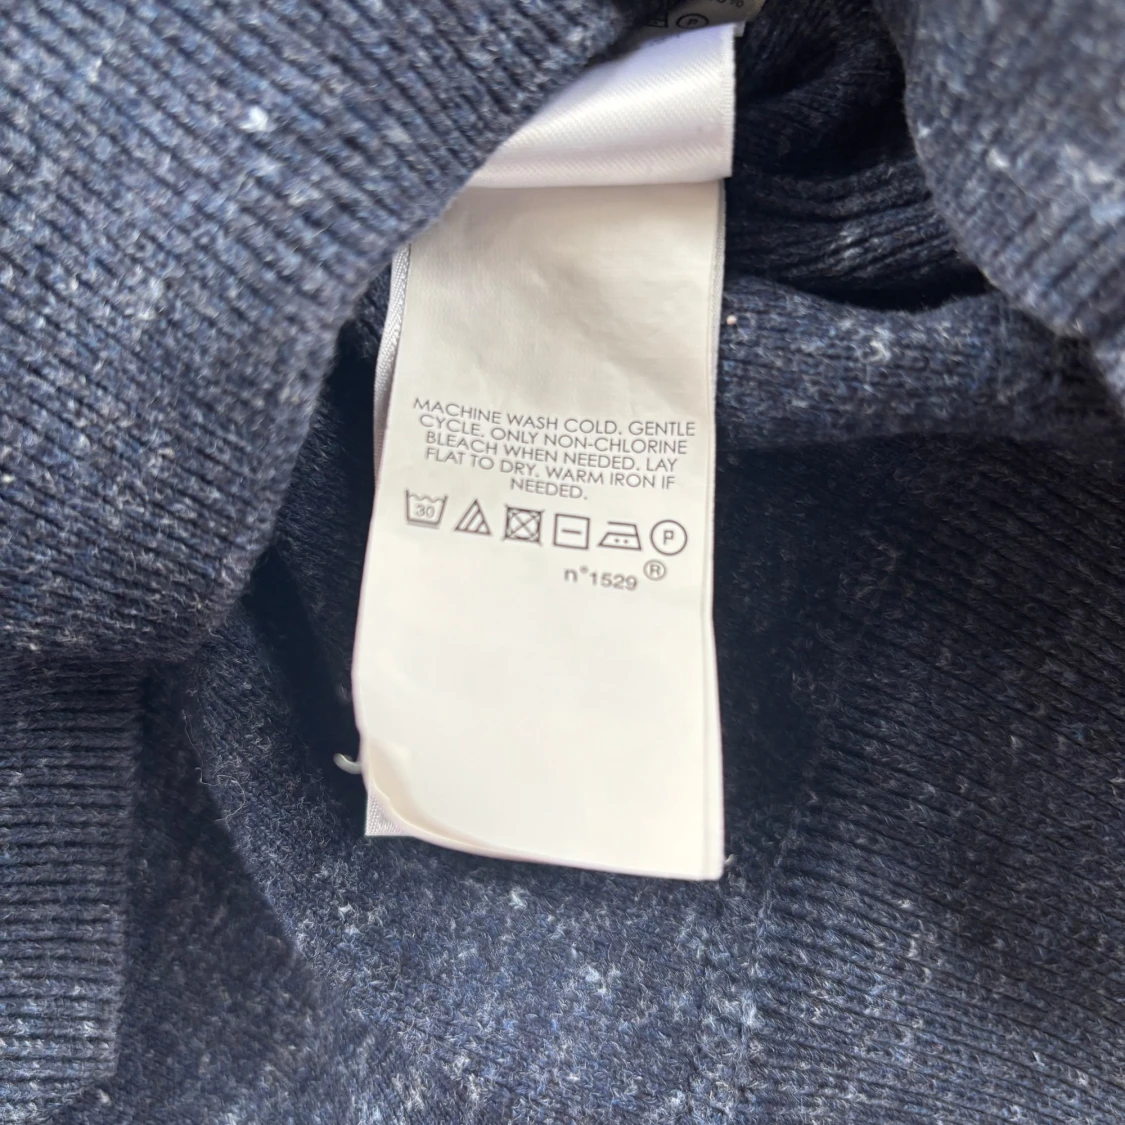 MACHINE WASH COLD. GENTLE
CYCLE. ONLY NON-CHLORINE
BLEACH WHEN NEEDED. LAY
FLAT TO DRY. WARM IRON IF
NEEDED.
30 P
n°1529 ®
P